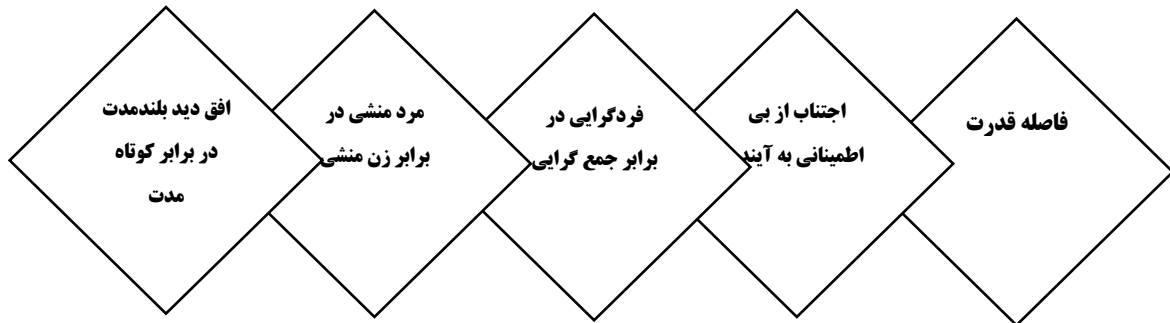 فاصله قدرت
اجتناب از بی
اطمینانی به آیند
فردگرایی در
برابر جمع گرایی
مرد منشی در
برابر زن منشی
افق دید بلندمدت
در برابر کوتاه
مدت